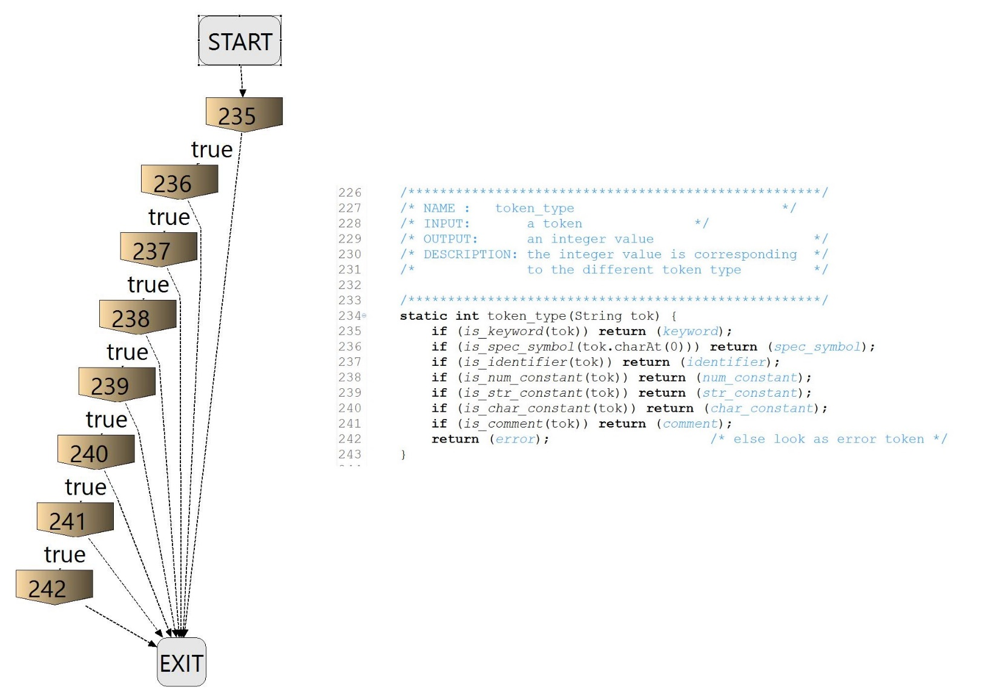 START
235
true
236
true
237
true
238
true
239
true
240
true
241
true
242
EXIT
226 /****************************************************/
227 /* NAME :   token_type                          */
228 /* INPUT:       a token              */
229 /* OUTPUT:      an integer value                    */
230 /* DESCRIPTION: the integer value is corresponding  */
231 /*              to the different token type         */
232
233 /****************************************************/
234 static int token_type(String tok) {
235     if (is_keyword(tok)) return (keyword);
236     if (is_spec_symbol(tok.charAt(0))) return (spec_symbol);
237     if (is_identifier(tok)) return (identifier);
238     if (is_num_constant(tok)) return (num_constant);
239     if (is_str_constant(tok)) return (str_constant);
240     if (is_char_constant(tok)) return (char_constant);
241     if (is_comment(tok)) return (comment);
242     return (error);                    /* else look as error token */
243 }